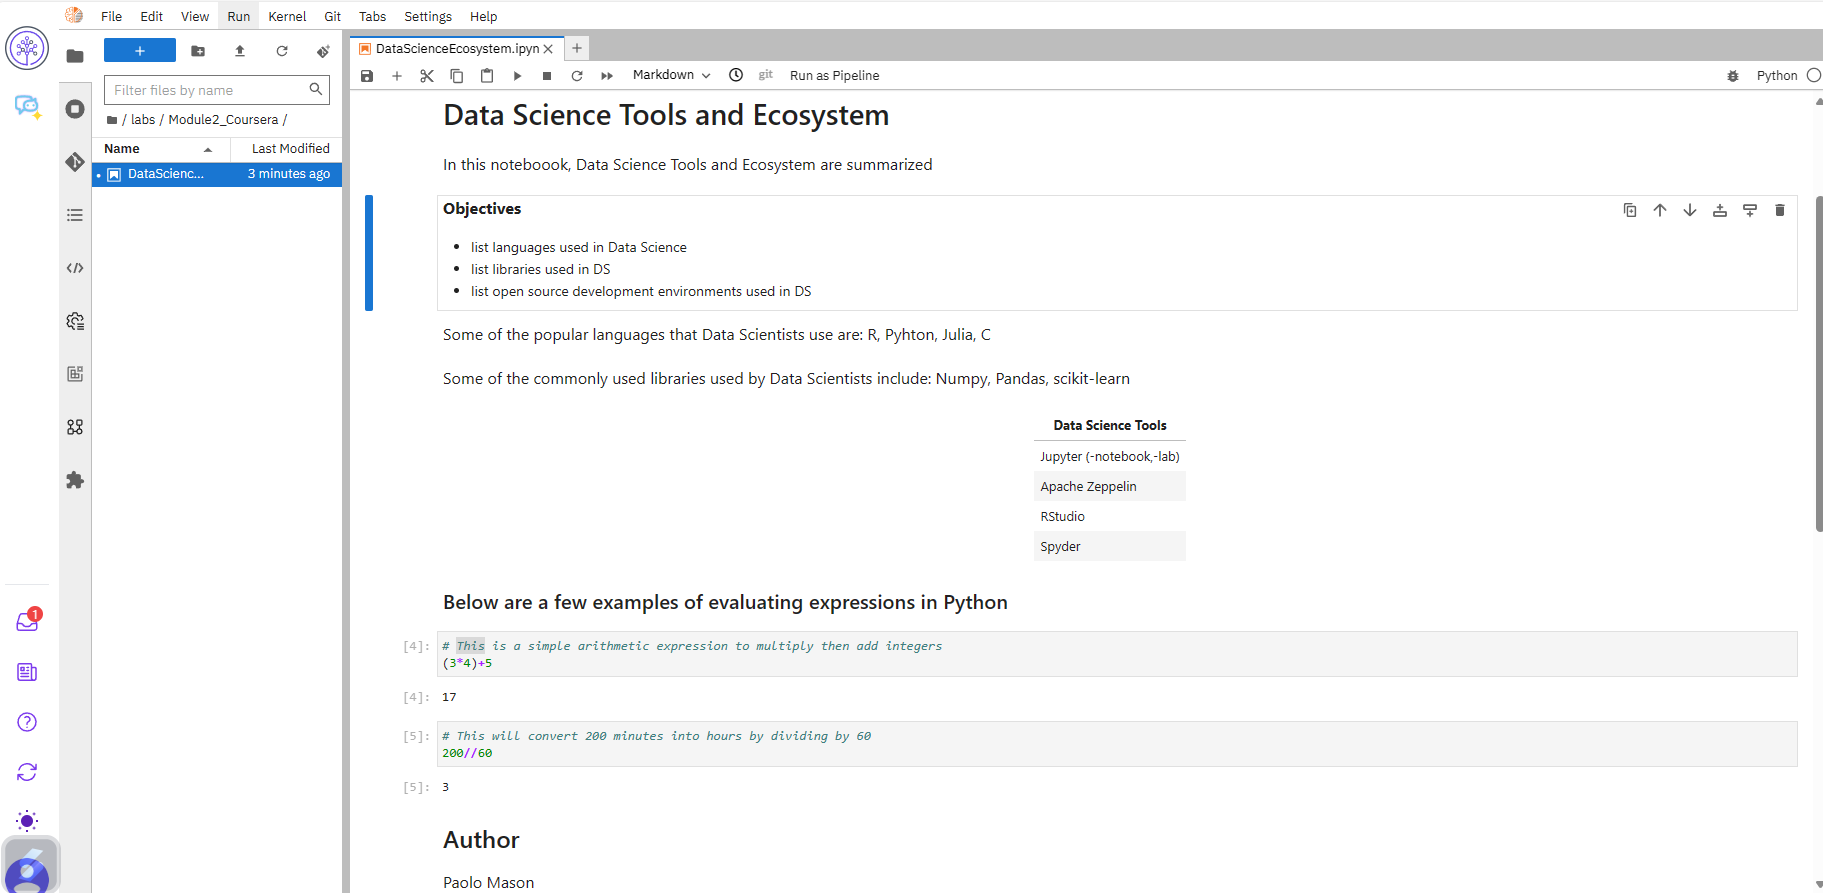 File Edit View Run Kernel Git Tabs Settings Help
DataScienceEcosystem.ipyn
Markdown git Run as Pipeline Python
Filter files by name
/ labs / Module2_Coursera /
Name Last Modified
DataScienc... 3 minutes ago
Data Science Tools and Ecosystem
In this noteboook, Data Science Tools and Ecosystem are summarized
Objectives
• list languages used in Data Science
• list libraries used in DS
• list open source development environments used in DS
Some of the popular languages that Data Scientists use are: R, Pyhton, Julia, C
Some of the commonly used libraries used by Data Scientists include: Numpy, Pandas, scikit-learn
Data Science Tools
Jupyter (-notebook,-lab)
Apache Zeppelin
RStudio
Spyder
Below are a few examples of evaluating expressions in Python
[4]: # This is a simple arithmetic expression to multiply then add integers
(3*4)+5
[4]: 17
[5]: # This will convert 200 minutes into hours by dividing by 60
200//60
[5]: 3
Author
Paolo Mason
1